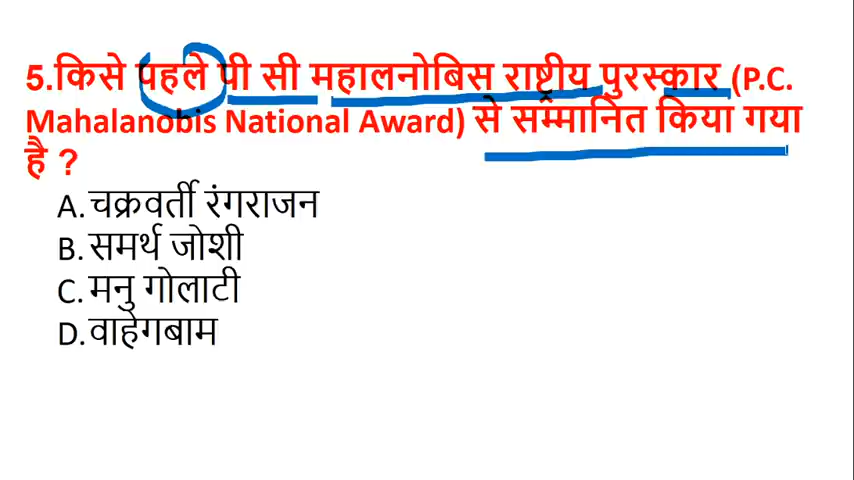 5.किसे पहले पी सी महालनोबिस राष्ट्रीय पुरस्कार (P.C.
Mahalanobis National Award) से सम्मानित किया गया
है ?
A.चक्रवर्ती रंगराजन
B.समर्थ जोशी
C.मनु गोलाटी
D.वाहेगबाम